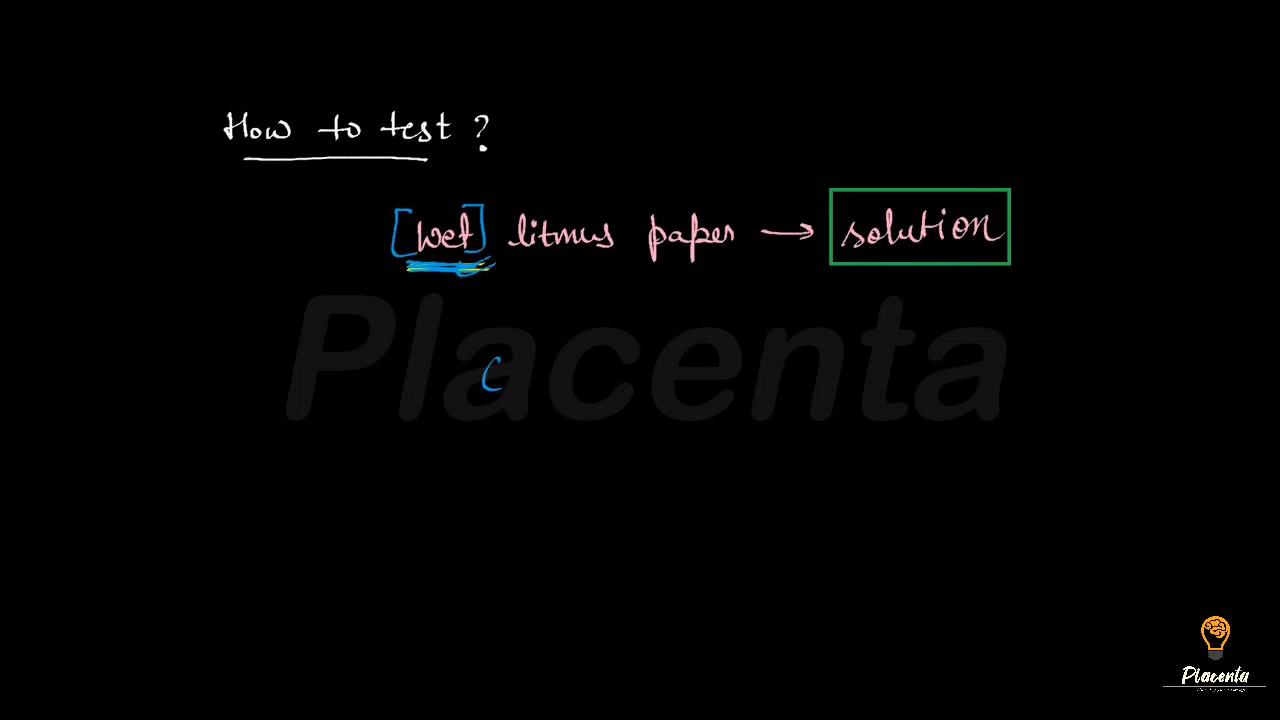 How to test ?
[wet] litmus paper → solution
Placenta
C
Placenta